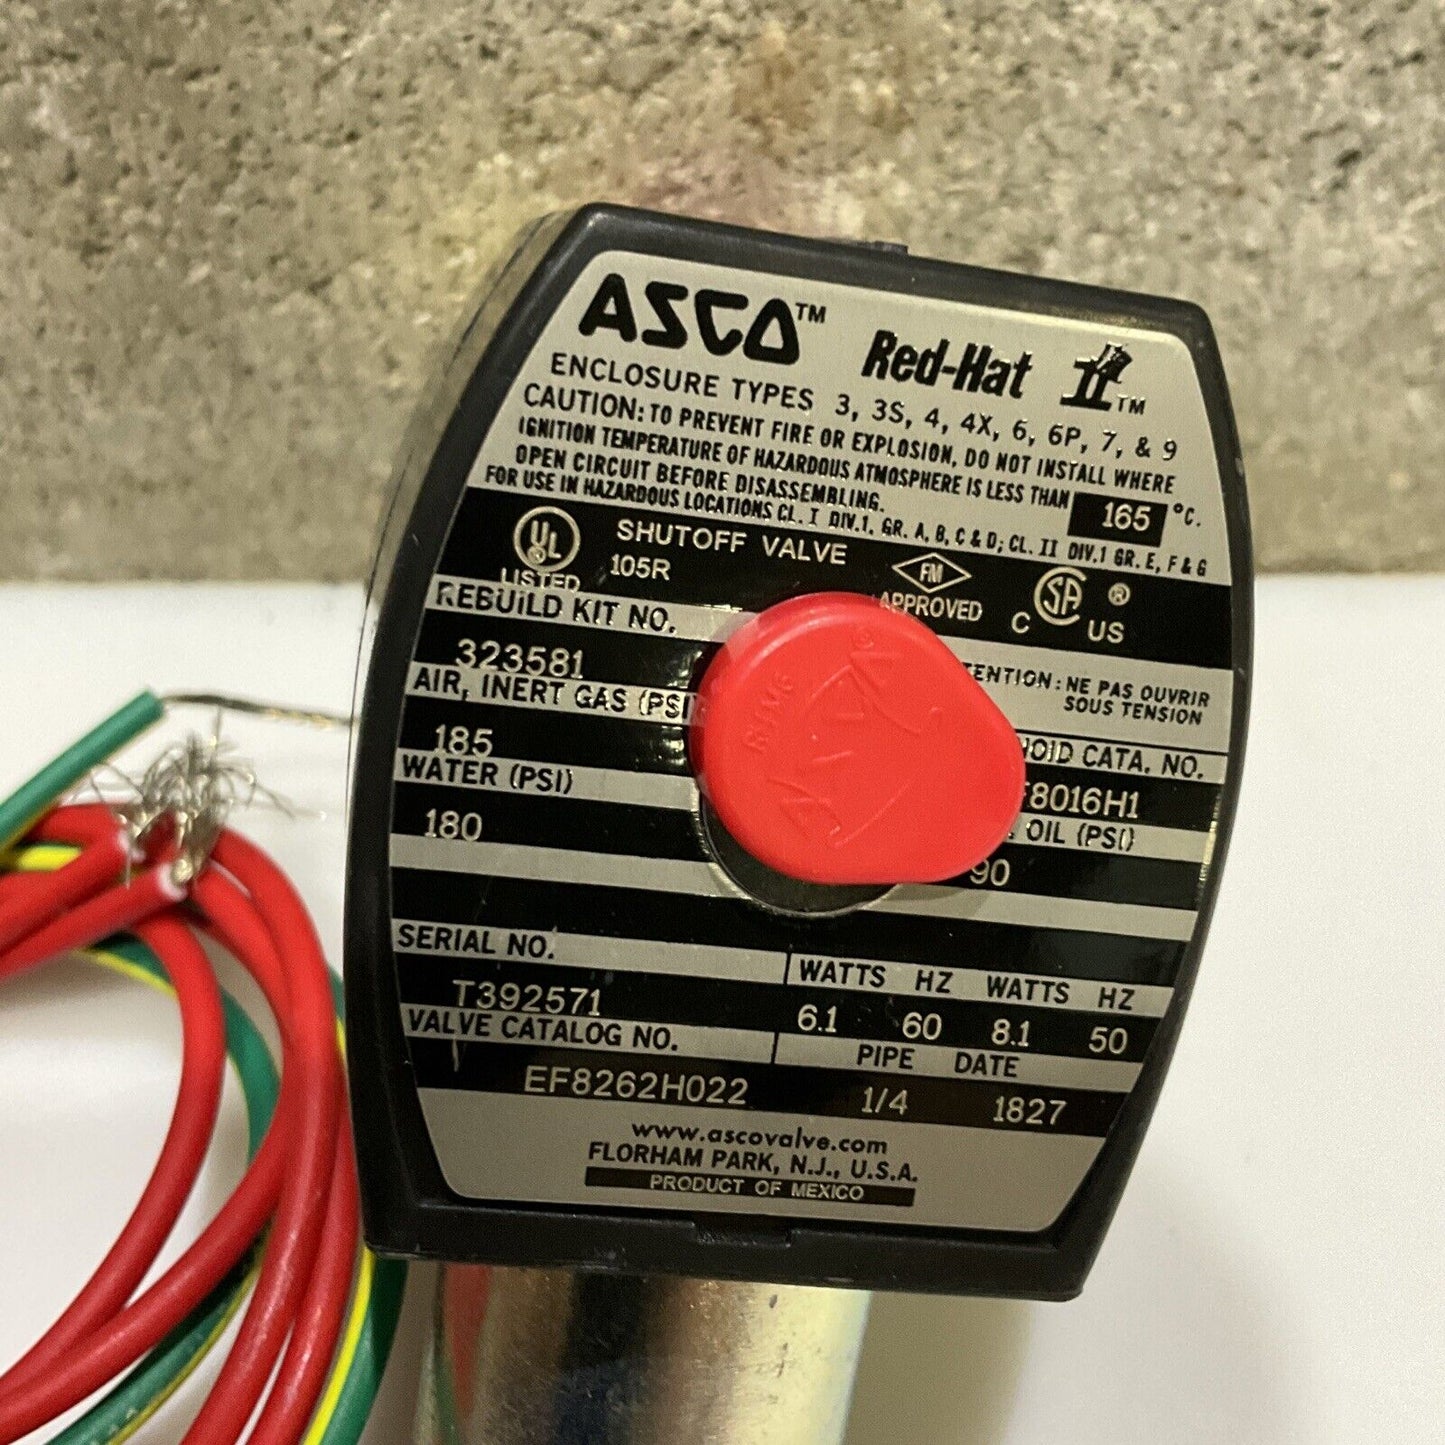 ASCO™ Red-Hat II™
ENCLOSURE TYPES 3, 3S, 4, 4X, 6, 6P, 7, & 9
CAUTION: TO PREVENT FIRE OR EXPLOSION, DO NOT INSTALL WHERE
IGNITION TEMPERATURE OF HAZARDOUS ATMOSPHERE IS LESS THAN 165 °C.
OPEN CIRCUIT BEFORE DISASSEMBLING.
FOR USE IN HAZARDOUS LOCATIONS CL. I DIV.1, GR. A, B, C & D; CL. II DIV.1 GR. E, F & G
UL ® LISTED
SHUTOFF VALVE
105R
FM APPROVED
C SA ® C US
REBUILD KIT NO.
323581
TENTION: NE PAS OUVRIR
SOUS TENSION
AIR, INERT GAS (PSI)
185
NOID CATA. NO.
F8016H1
WATER (PSI)
180
OIL (PSI)
90
SERIAL NO.
T392571
WATTS HZ WATTS HZ
6.1 60 8.1 50
VALVE CATALOG NO.
EF8262H022
PIPE DATE
1/4 1827
www.ascovalve.com
FLORHAM PARK, N.J., U.S.A.
PRODUCT OF MEXICO